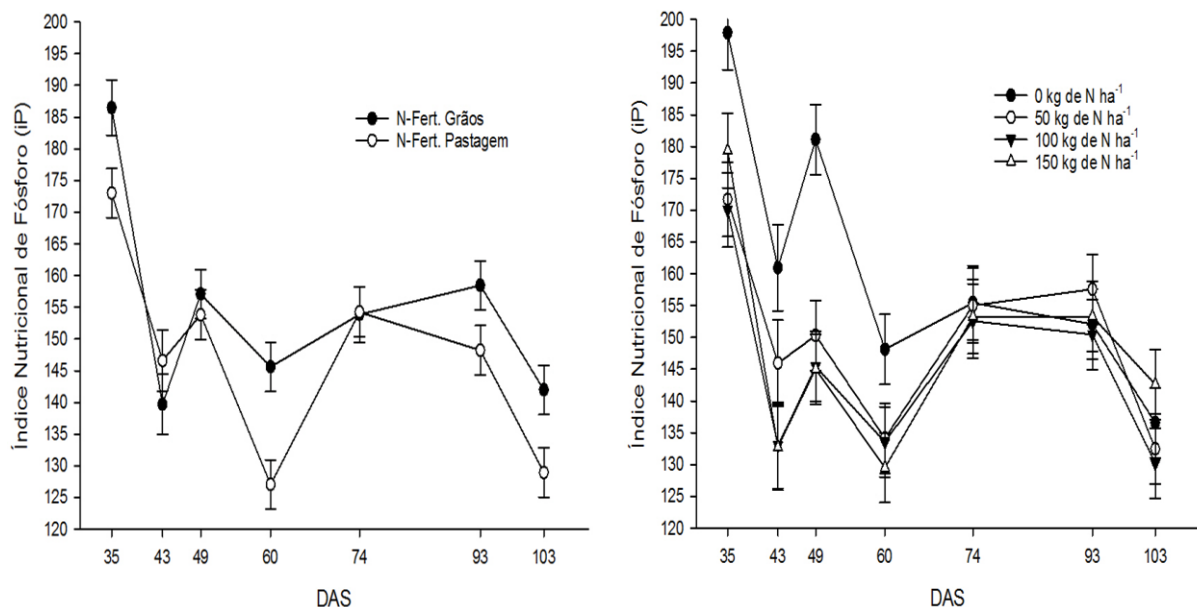 Índice Nutricional de Fósforo (iP)
200
195
190
185
180
175
170
165
160
155
150
145
140
135
130
125
120
N-Fert. Grãos
N-Fert. Pastagem
35 43 49 60 74 93 103
DAS
Índice Nutricional de Fósforo (iP)
200
195
190
185
180
175
170
165
160
155
150
145
140
135
130
125
120
0 kg de N ha⁻¹
50 kg de N ha⁻¹
100 kg de N ha⁻¹
150 kg de N ha⁻¹
35 43 49 60 74 93 103
DAS